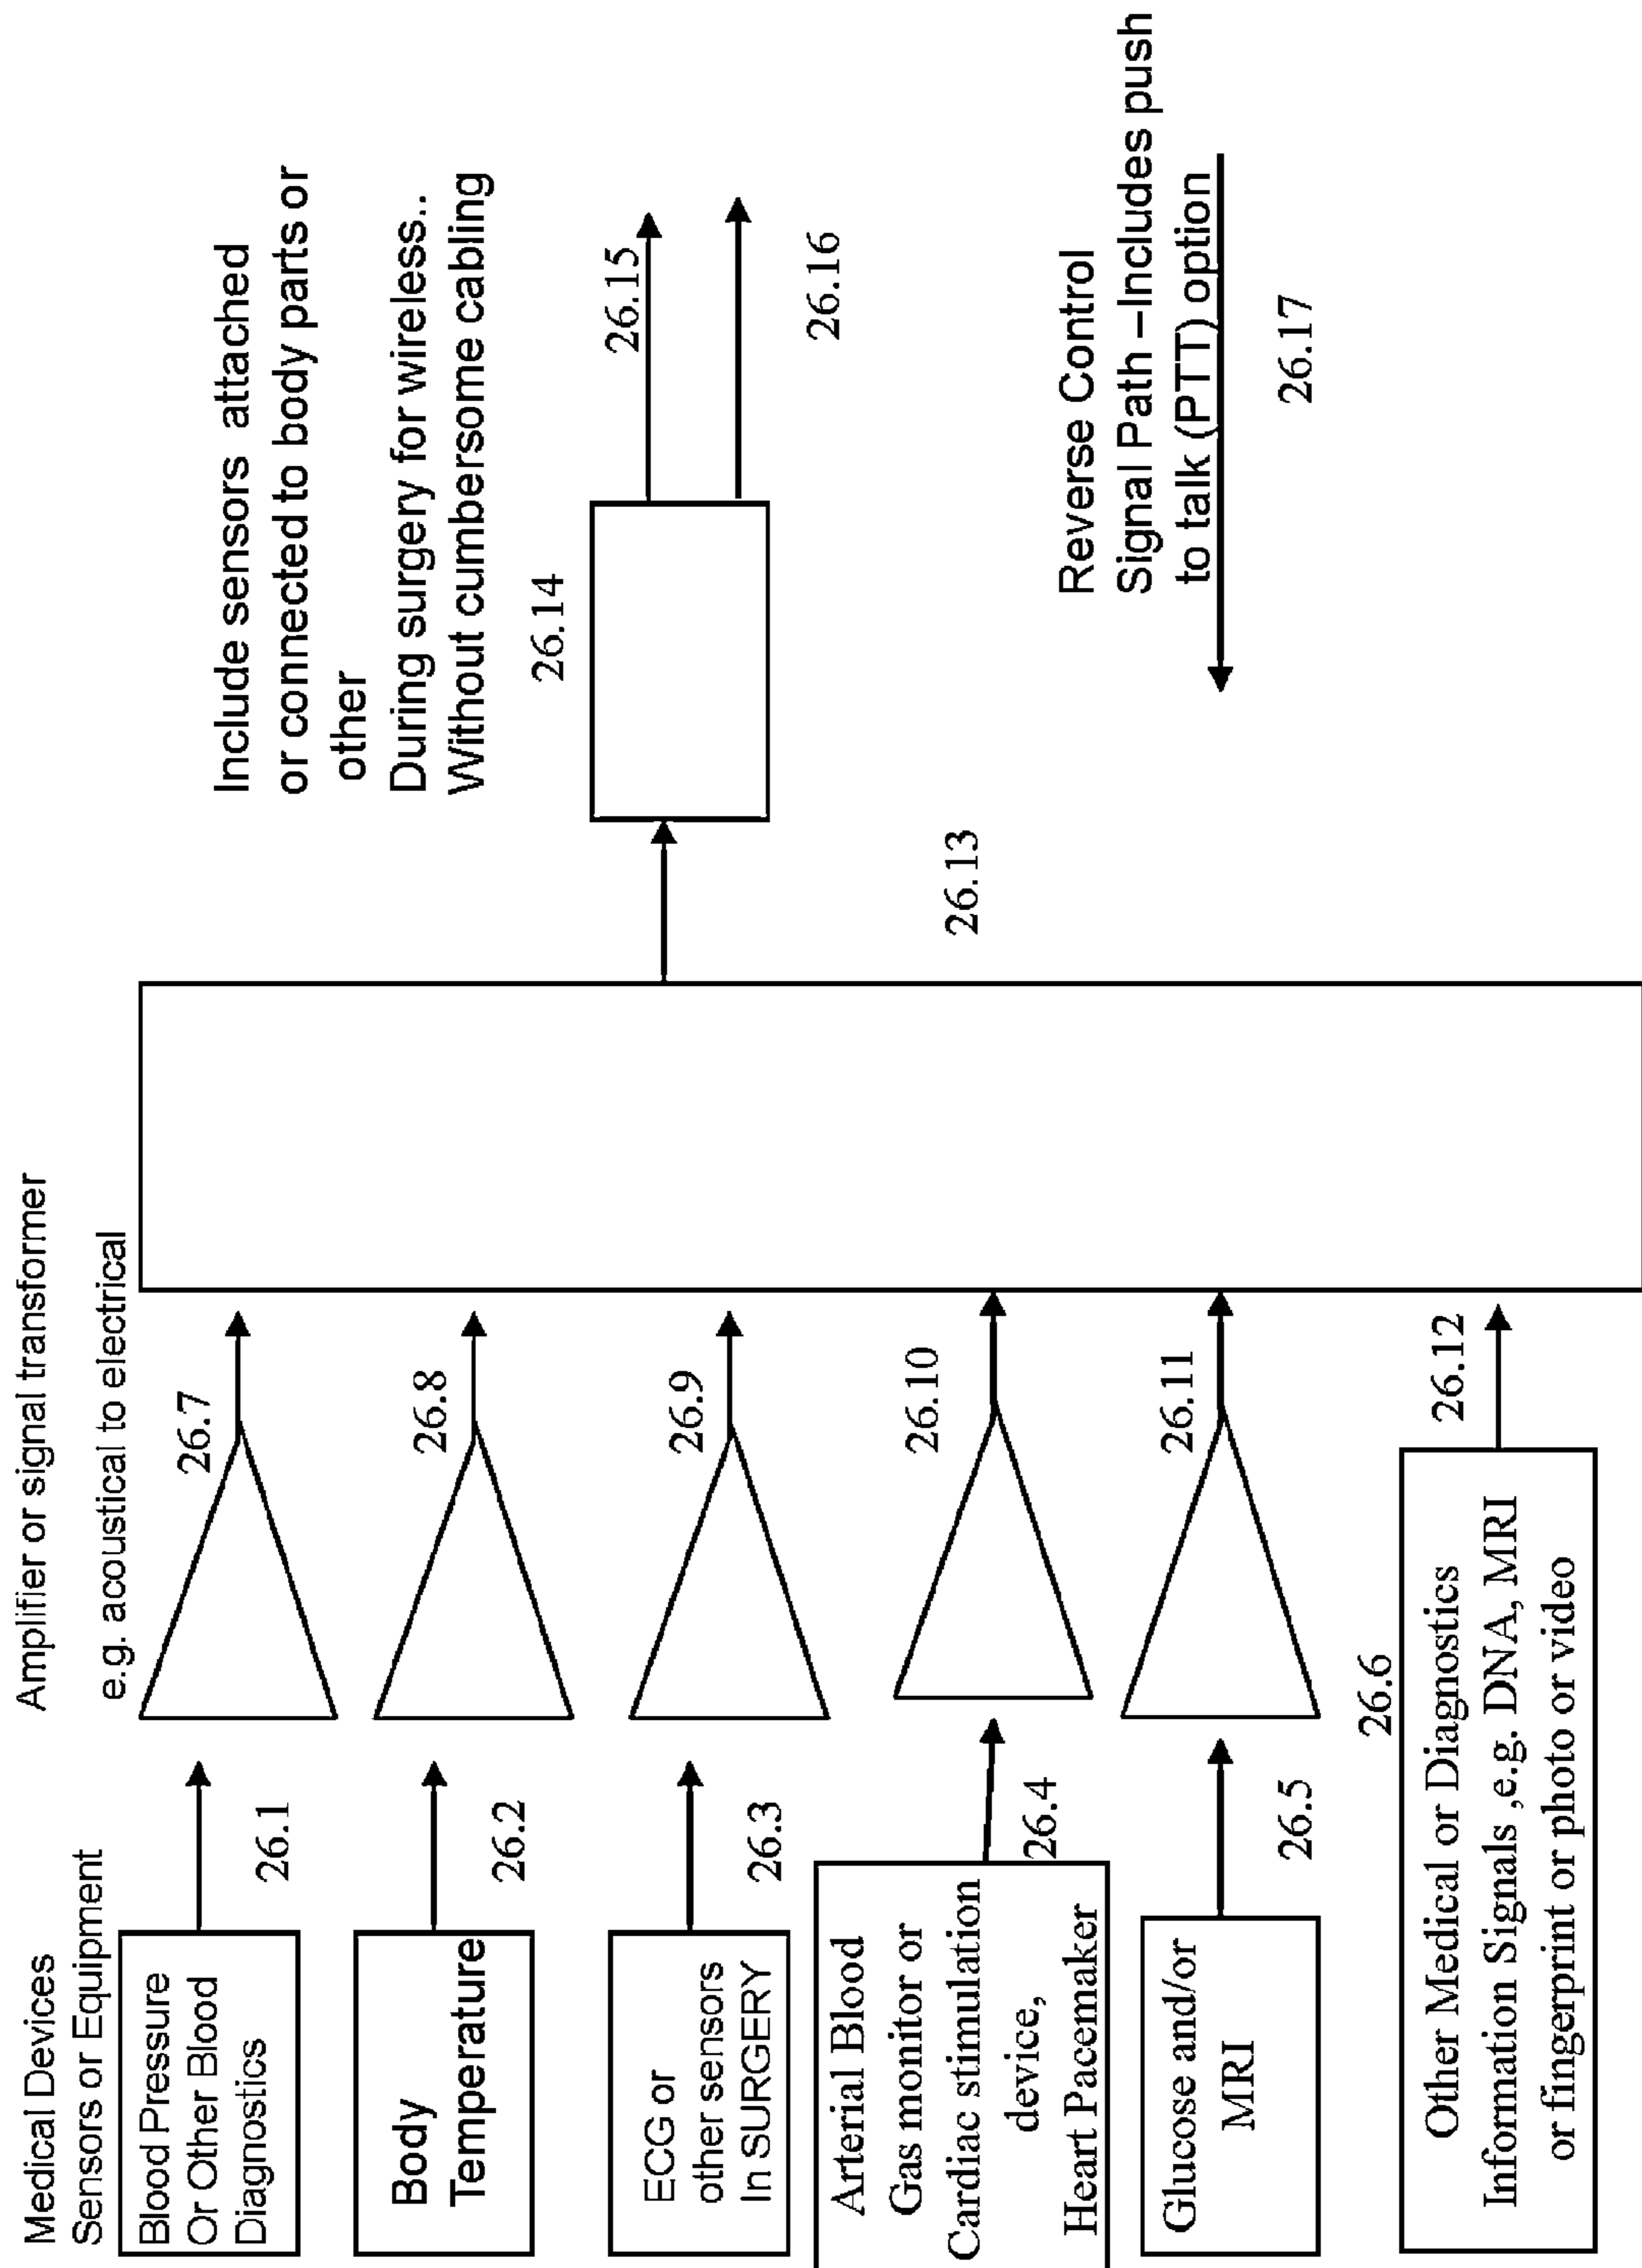 Medical Devices
Sensors or Equipment
Amplifier or signal transformer
e.g. acoustical to electrical
Blood Pressure
Or Other Blood
Diagnostics
26.1
26.7
Body
Temperature
26.2
26.8
ECG or
other sensors
In SURGERY
26.3
26.9
Arterial Blood
Gas monitor or
Cardiac stimulation
device,
Heart Pacemaker
26.4
26.10
Glucose and/or
MRI
26.5
26.11
26.6
Other Medical or Diagnostics
Information Signals ,e.g. DNA, MRI
or fingerprint or photo or video
26.12
26.13
Include sensors attached
or connected to body parts or
other
During surgery for wireless..
Without cumbersome cabling
26.14
26.15
26.16
Reverse Control
Signal Path –Includes push
to talk (PTT) option
26.17